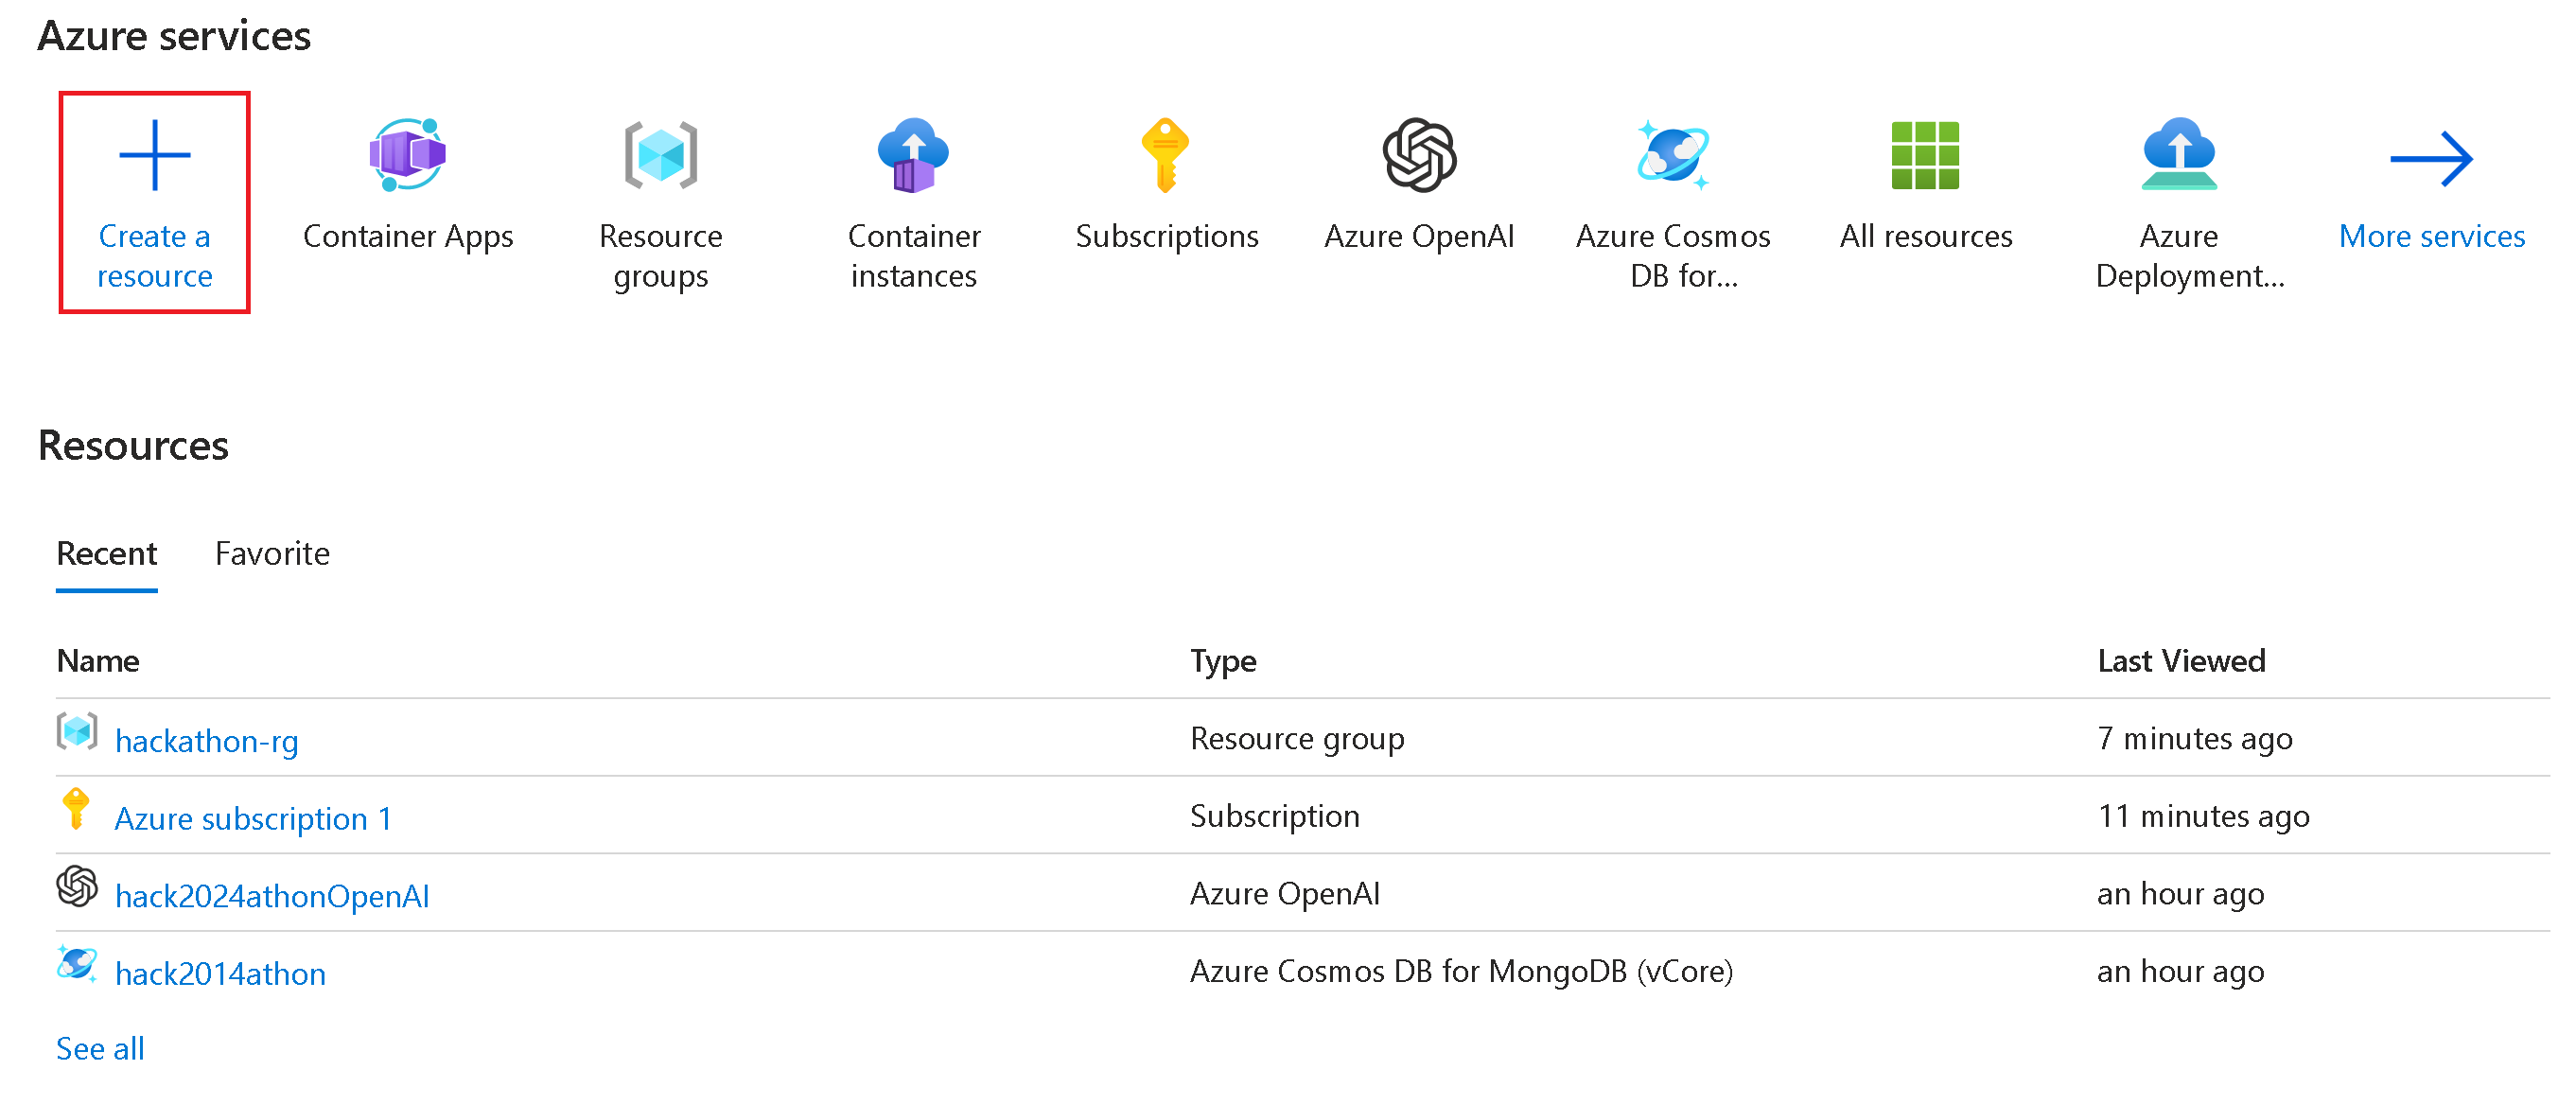 Azure services
Create a
resource
Container Apps
Resource
groups
Container
instances
Subscriptions
Azure OpenAI
Azure Cosmos
DB for...
All resources
Azure
Deployment...
More services
Resources
Recent Favorite
Name Type Last Viewed
hackathon-rg Resource group 7 minutes ago
Azure subscription 1 Subscription 11 minutes ago
hack2024athonOpenAI Azure OpenAI an hour ago
hack2014athon Azure Cosmos DB for MongoDB (vCore) an hour ago
See all